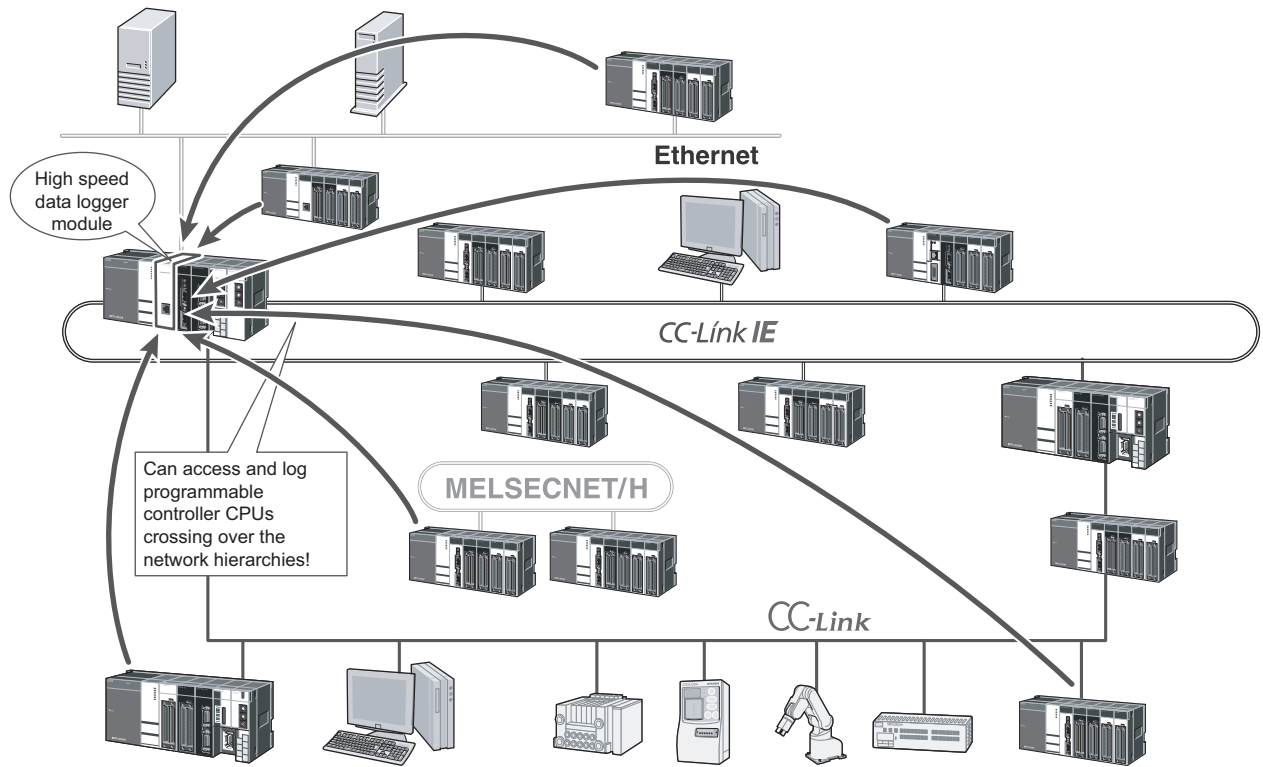 Ethernet
High speed
data logger
module
CC-Link IE
Can access and log
programmable
controller CPUs
crossing over the
network hierarchies!
MELSECNET/H
CC-Link